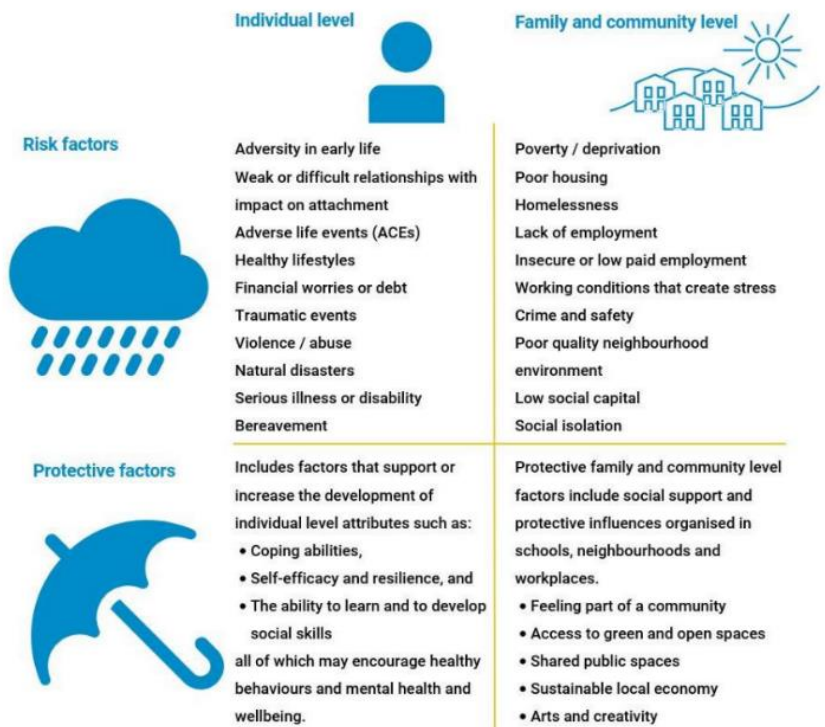 Individual level
Family and community level
Risk factors
Adversity in early life
Weak or difficult relationships with
impact on attachment
Adverse life events (ACEs)
Healthy lifestyles
Financial worries or debt
Traumatic events
Violence / abuse
Natural disasters
Serious illness or disability
Bereavement
Poverty / deprivation
Poor housing
Homelessness
Lack of employment
Insecure or low paid employment
Working conditions that create stress
Crime and safety
Poor quality neighbourhood
environment
Low social capital
Social isolation
Protective factors
Includes factors that support or
increase the development of
individual level attributes such as:
• Coping abilities,
• Self-efficacy and resilience, and
• The ability to learn and to develop
social skills
all of which may encourage healthy
behaviours and mental health and
wellbeing.
Protective family and community level
factors include social support and
protective influences organised in
schools, neighbourhoods and
workplaces.
• Feeling part of a community
• Access to green and open spaces
• Shared public spaces
• Sustainable local economy
• Arts and creativity